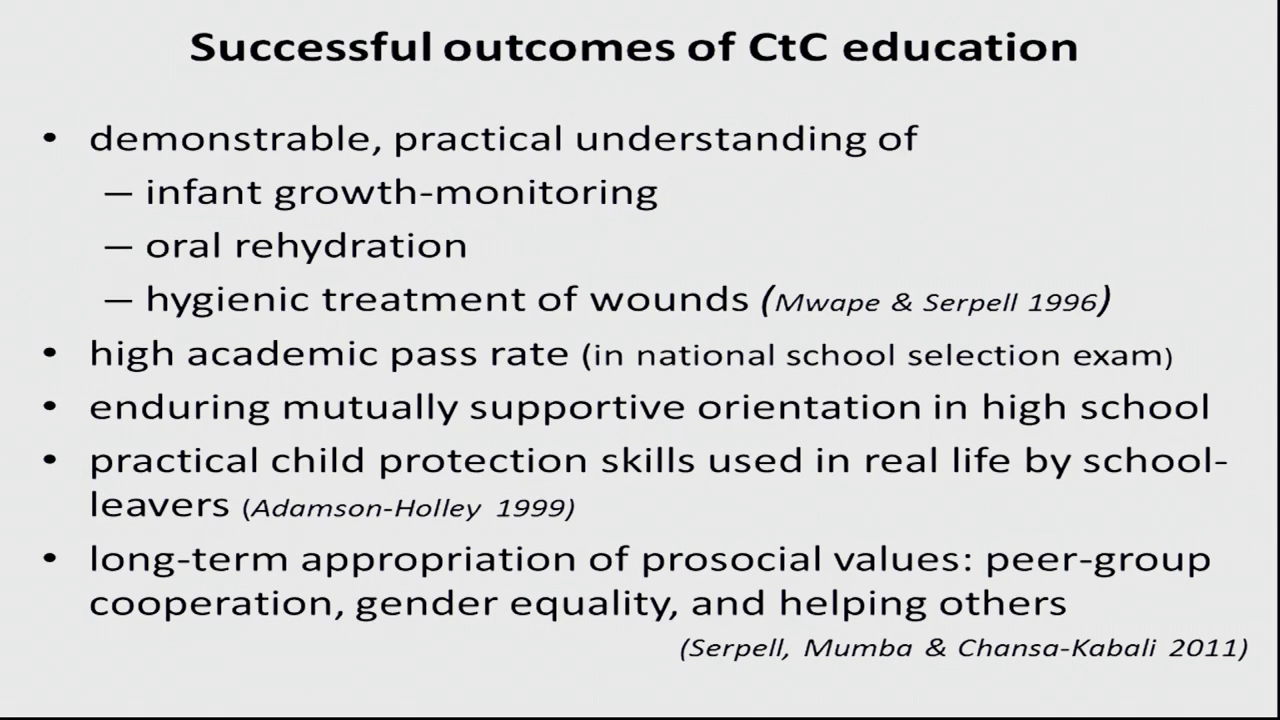 Successful outcomes of CtC education
• demonstrable, practical understanding of
– infant growth-monitoring
– oral rehydration
– hygienic treatment of wounds (Mwape & Serpell 1996)
• high academic pass rate (in national school selection exam)
• enduring mutually supportive orientation in high school
• practical child protection skills used in real life by school-
leavers (Adamson-Holley 1999)
• long-term appropriation of prosocial values: peer-group
cooperation, gender equality, and helping others
(Serpell, Mumba & Chansa-Kabali 2011)